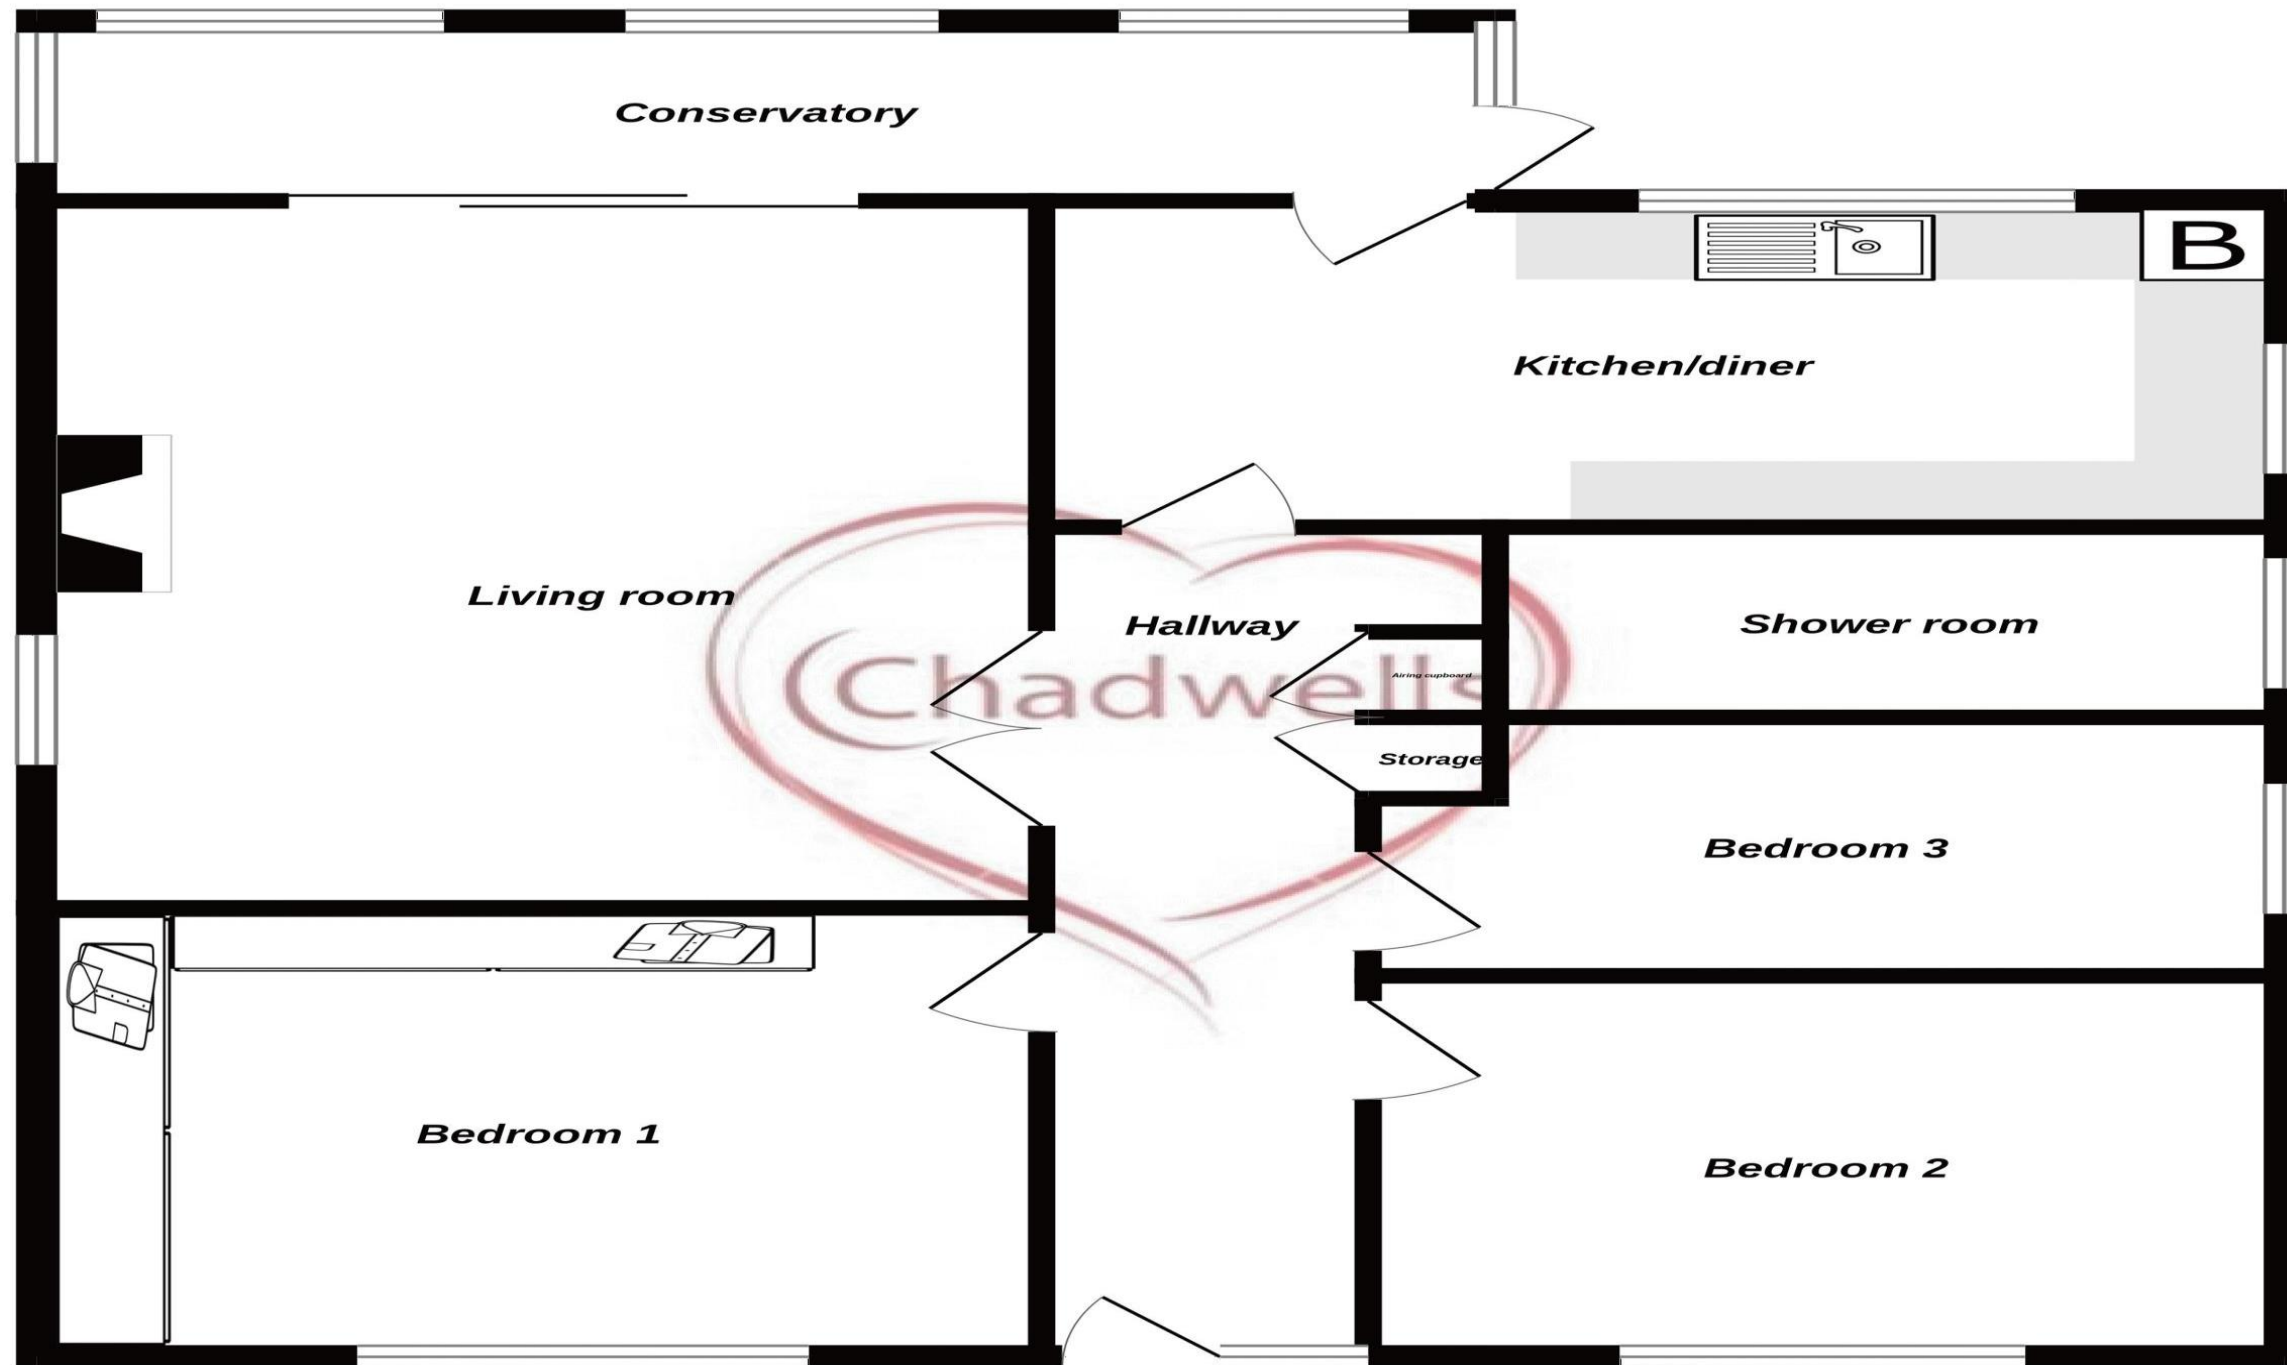 Conservatory
B
Kitchen/diner
Living room
Hallway
Shower room
Airing cupboard
Chadwells
Storage
Bedroom 3
Bedroom 1
Bedroom 2